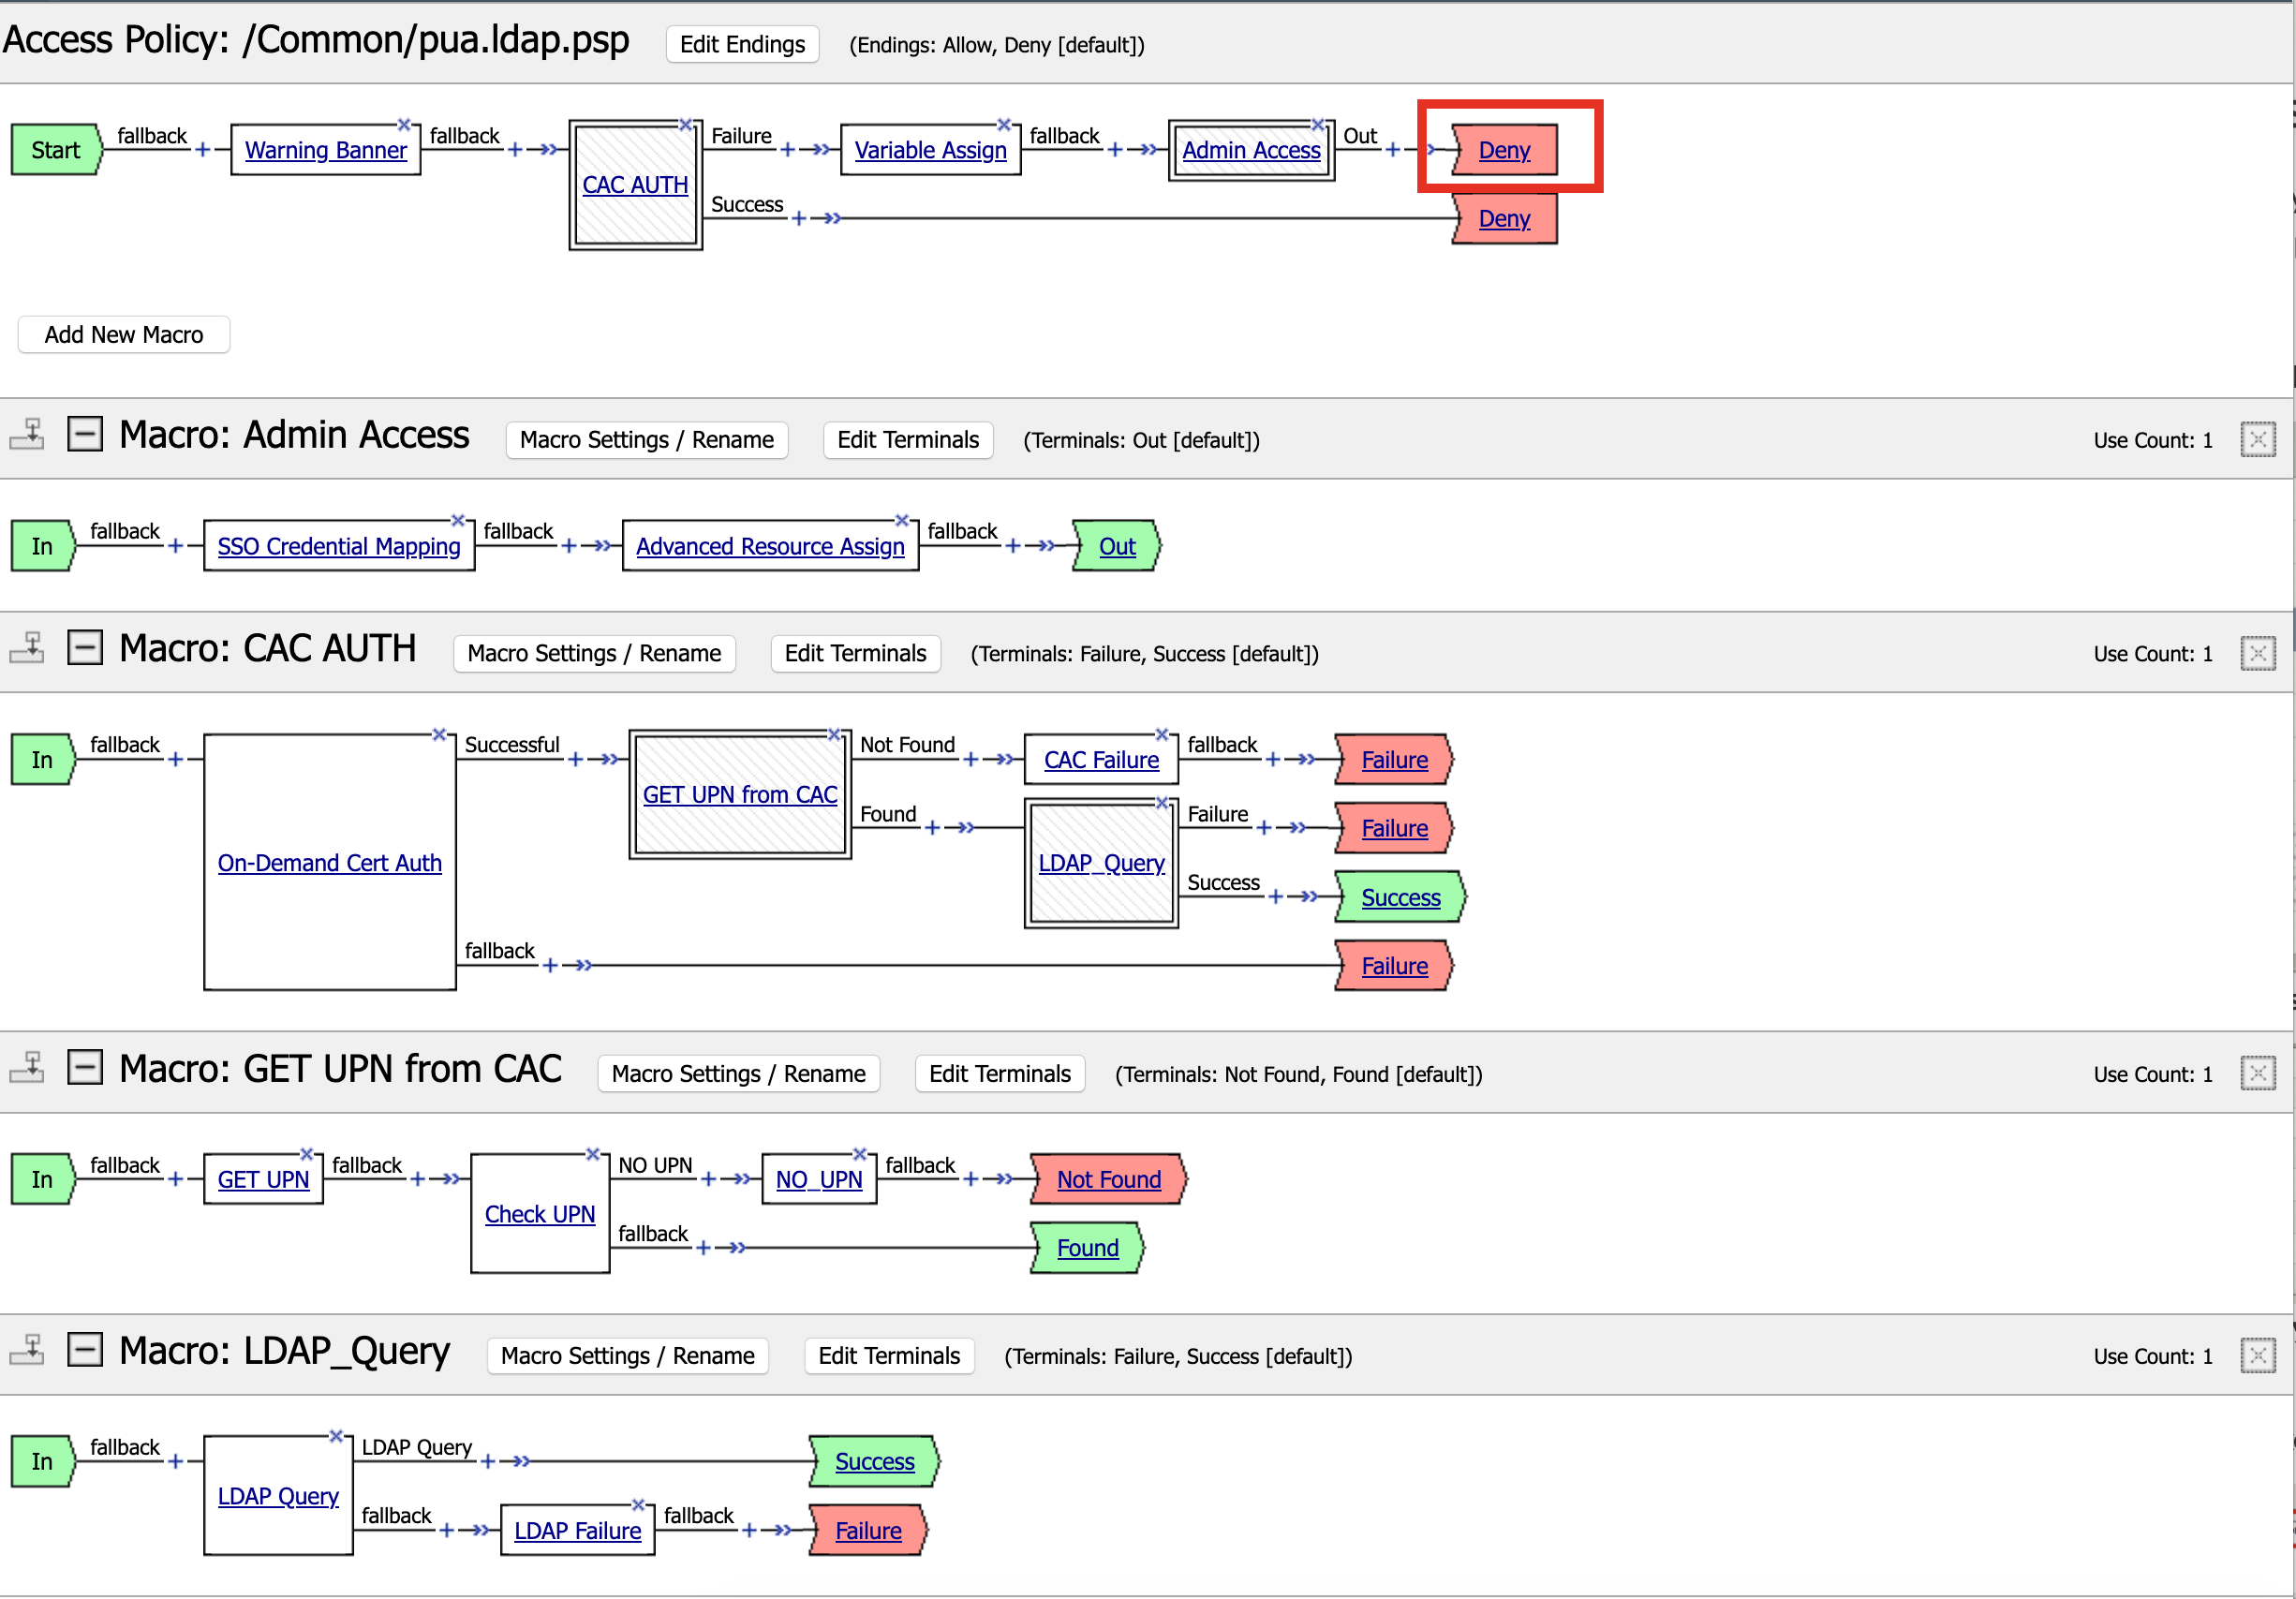 Access Policy: /Common/pua.ldap.psp Edit Endings (Endings: Allow, Deny [default])
Start fallback Warning Banner fallback CAC AUTH Failure Variable Assign fallback Admin Access Out Deny
Success Deny
Add New Macro
Macro: Admin Access Macro Settings / Rename Edit Terminals (Terminals: Out [default]) Use Count: 1
In fallback SSO Credential Mapping fallback Advanced Resource Assign fallback Out
Macro: CAC AUTH Macro Settings / Rename Edit Terminals (Terminals: Failure, Success [default]) Use Count: 1
In fallback On-Demand Cert Auth Successful GET UPN from CAC Not Found CAC Failure fallback Failure
Found LDAP_Query Failure Failure
Success Success
fallback Failure
Macro: GET UPN from CAC Macro Settings / Rename Edit Terminals (Terminals: Not Found, Found [default]) Use Count: 1
In fallback GET UPN fallback Check UPN NO UPN NO_UPN fallback Not Found
fallback Found
Macro: LDAP_Query Macro Settings / Rename Edit Terminals (Terminals: Failure, Success [default]) Use Count: 1
In fallback LDAP Query LDAP Query Success
fallback LDAP Failure fallback Failure